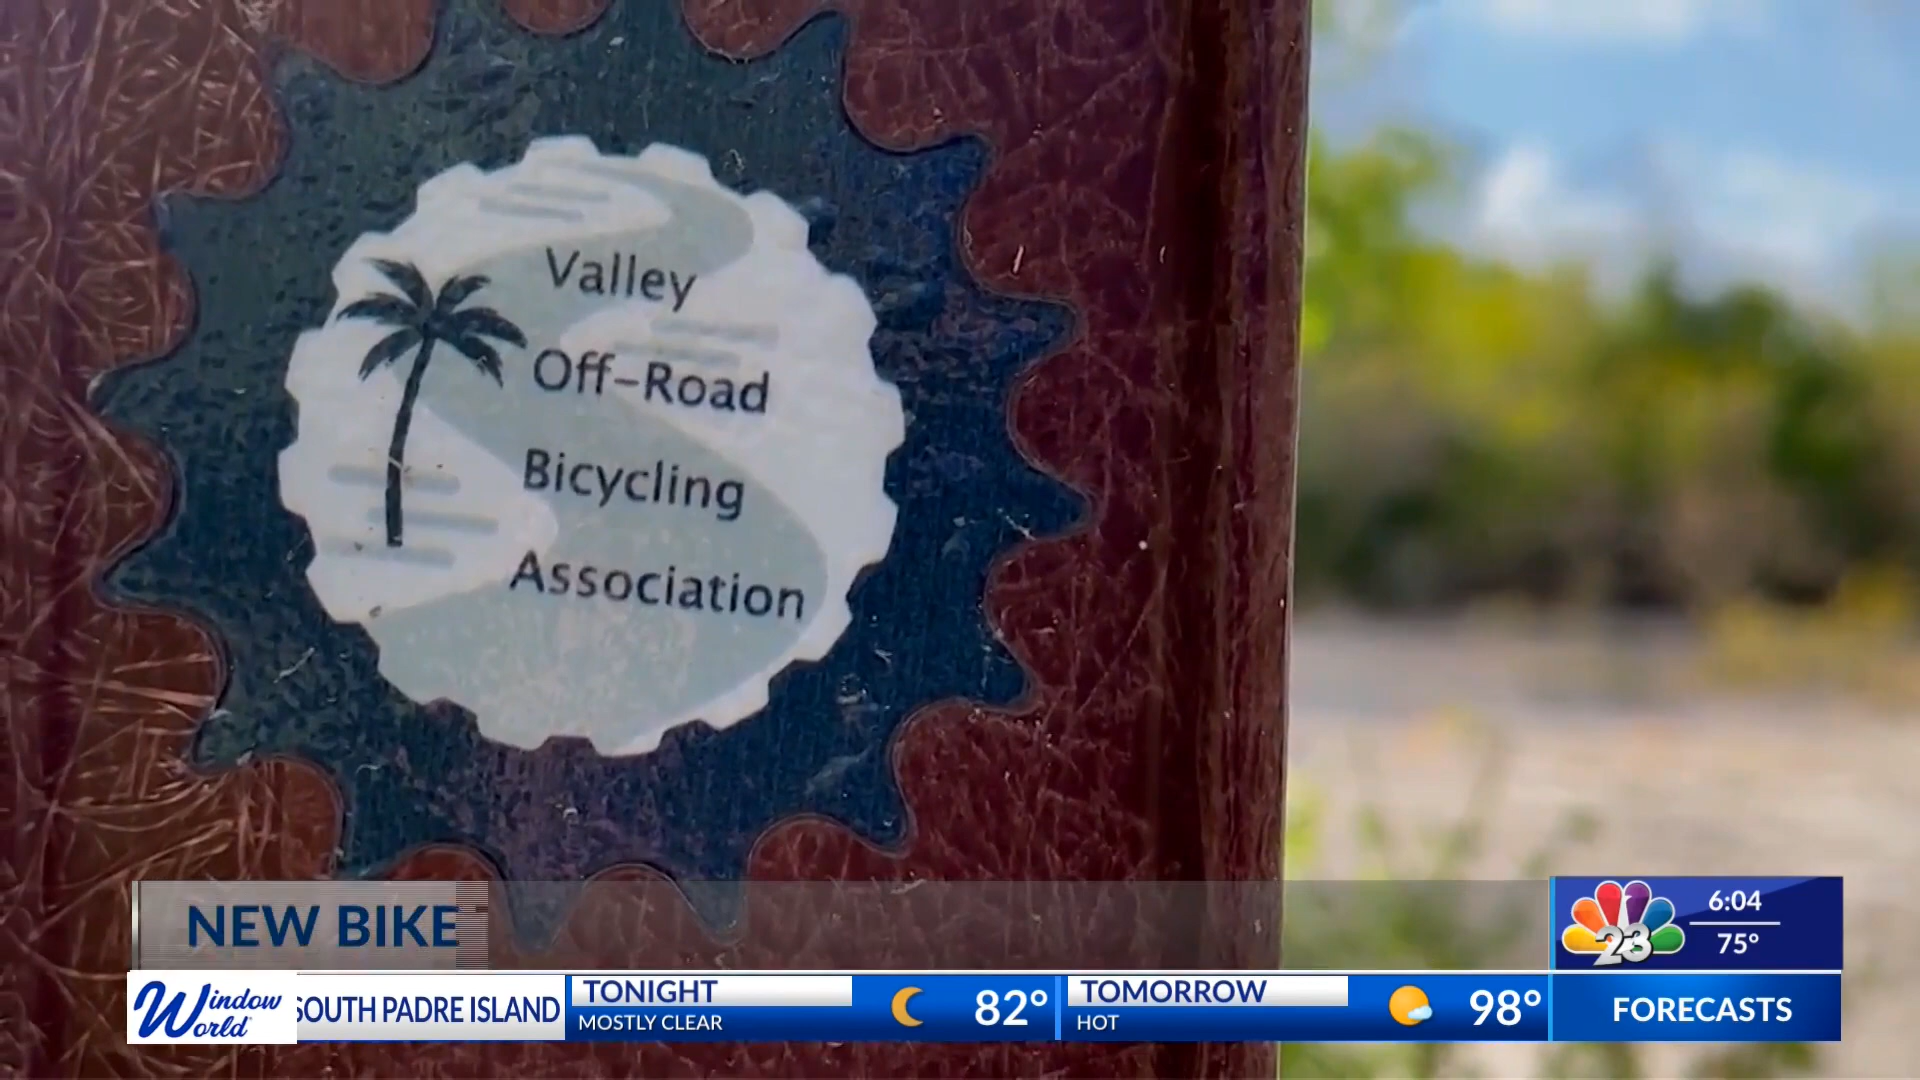 Valley
Off-Road
Bicycling
Association
NEW BIKE
6:04
75°
23
Window World
SOUTH PADRE ISLAND
TONIGHT
MOSTLY CLEAR
82°
TOMORROW
HOT
98°
FORECASTS